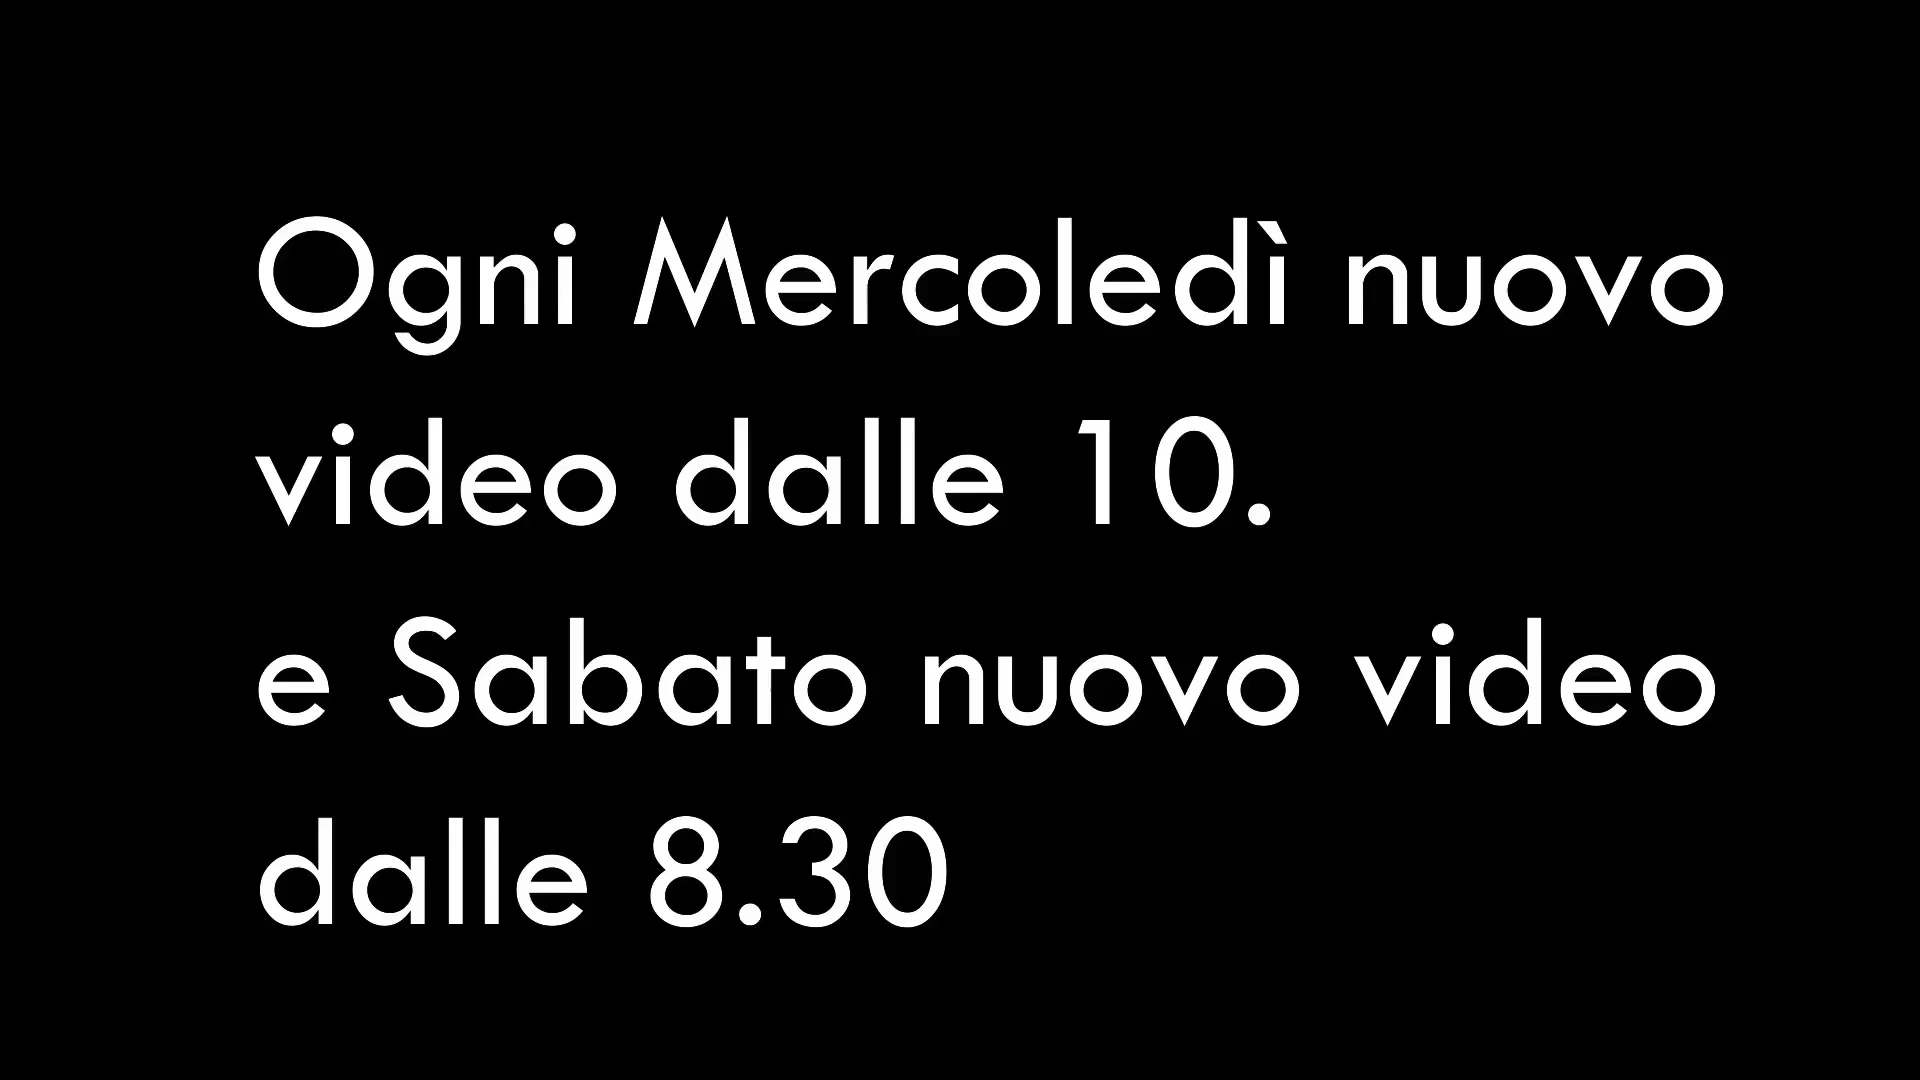 Ogni Mercoledì nuovo
video dalle 10.
e Sabato nuovo video
dalle 8.30